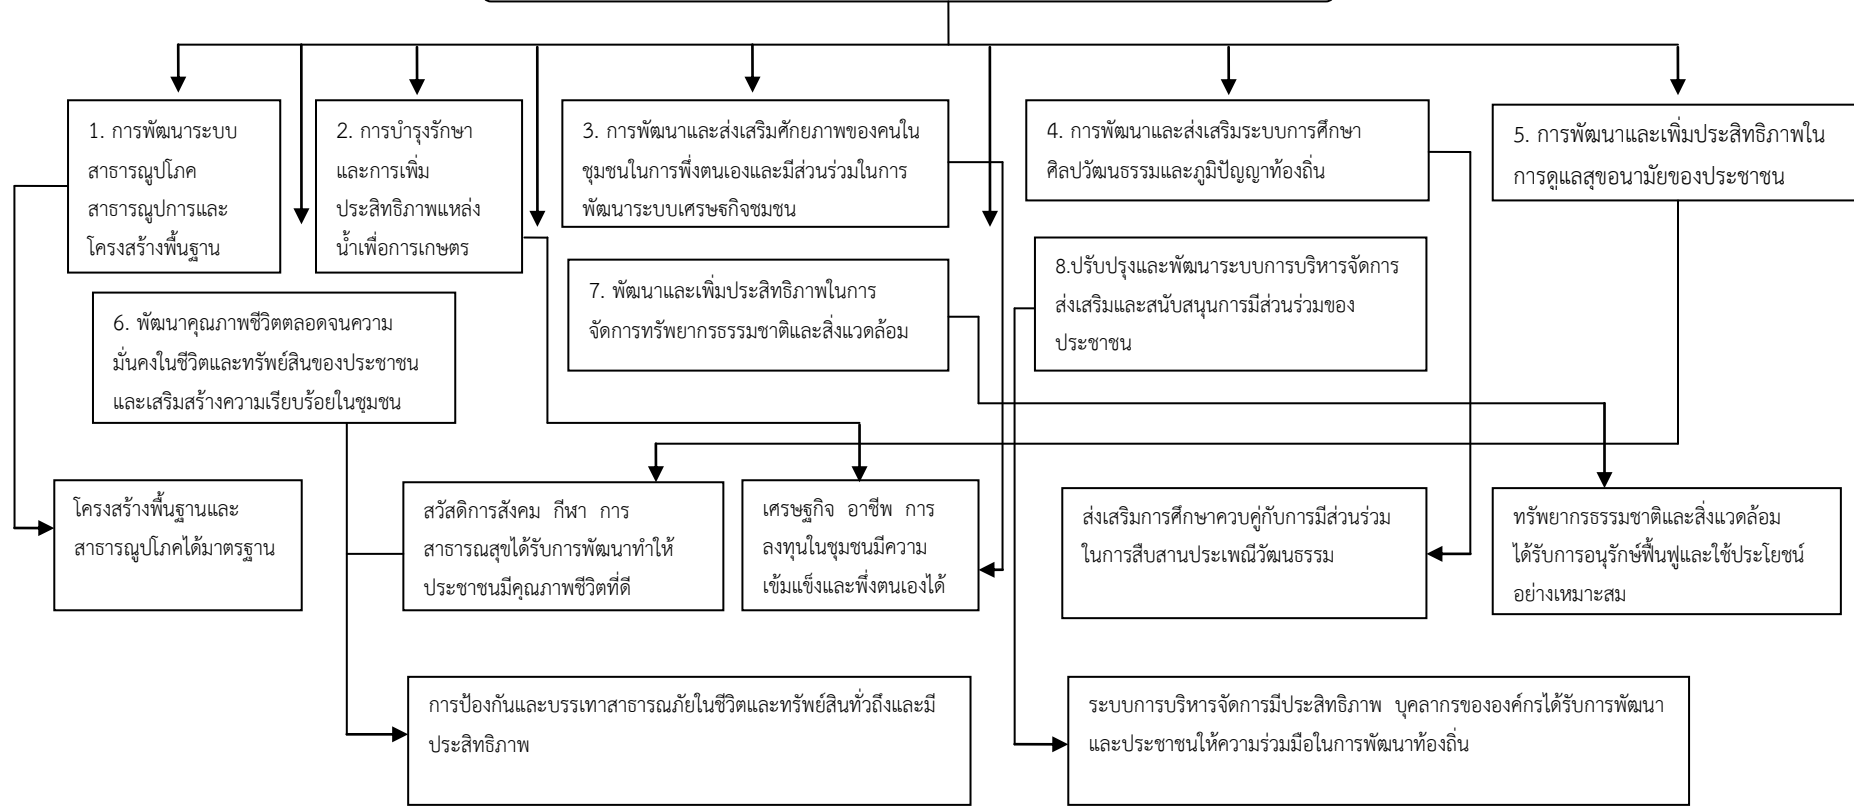 1. การพัฒนาระบบ
สาธารณูปโภค
สาธารณูปการและ
โครงสร้างพื้นฐาน
2. การบำรุงรักษา
และการเพิ่ม
ประสิทธิภาพแหล่ง
น้ำเพื่อการเกษตร
3. การพัฒนาและส่งเสริมศักยภาพของคนใน
ชุมชนในการพึ่งตนเองและมีส่วนร่วมในการ
พัฒนาระบบเศรษฐกิจชมชน
4. การพัฒนาและส่งเสริมระบบการศึกษา
ศิลปวัฒนธรรมและภูมิปัญญาท้องถิ่น
5. การพัฒนาและเพิ่มประสิทธิภาพใน
การดูแลสุขอนามัยของประชาชน
6. พัฒนาคุณภาพชีวิตตลอดจนความ
มั่นคงในชีวิตและทรัพย์สินของประชาชน
และเสริมสร้างความเรียบร้อยในชุมชน
7. พัฒนาและเพิ่มประสิทธิภาพในการ
จัดการทรัพยากรธรรมชาติและสิ่งแวดล้อม
8.ปรับปรุงและพัฒนาระบบการบริหารจัดการ
ส่งเสริมและสนับสนุนการมีส่วนร่วมของ
ประชาชน
โครงสร้างพื้นฐานและ
สาธารณูปโภคได้มาตรฐาน
สวัสดิการสังคม กีฬา การ
สาธารณสุขได้รับการพัฒนาทำให้
ประชาชนมีคุณภาพชีวิตที่ดี
เศรษฐกิจ อาชีพ การ
ลงทุนในชุมชนมีความ
เข้มแข็งและพึ่งตนเองได้
ส่งเสริมการศึกษาควบคู่กับการมีส่วนร่วม
ในการสืบสานประเพณีวัฒนธรรม
ทรัพยากรธรรมชาติและสิ่งแวดล้อม
ได้รับการอนุรักษ์ฟื้นฟูและใช้ประโยชน์
อย่างเหมาะสม
การป้องกันและบรรเทาสาธารณภัยในชีวิตและทรัพย์สินทั่วถึงและมี
ประสิทธิภาพ
ระบบการบริหารจัดการมีประสิทธิภาพ บุคลากรขององค์กรได้รับการพัฒนา
และประชาชนให้ความร่วมมือในการพัฒนาท้องถิ่น